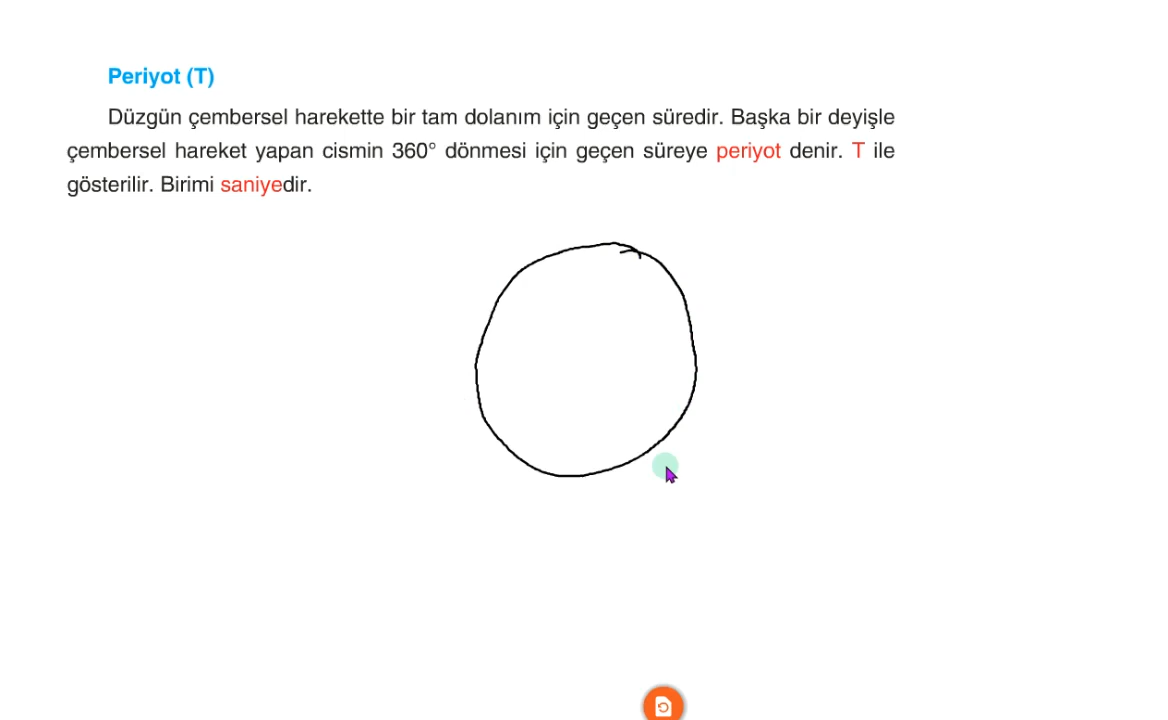 Periyot (T)
Düzgün çembersel harekette bir tam dolanım için geçen süredir. Başka bir deyişle
çembersel hareket yapan cismin 360° dönmesi için geçen süreye periyot denir. T ile
gösterilir. Birimi saniyedir.